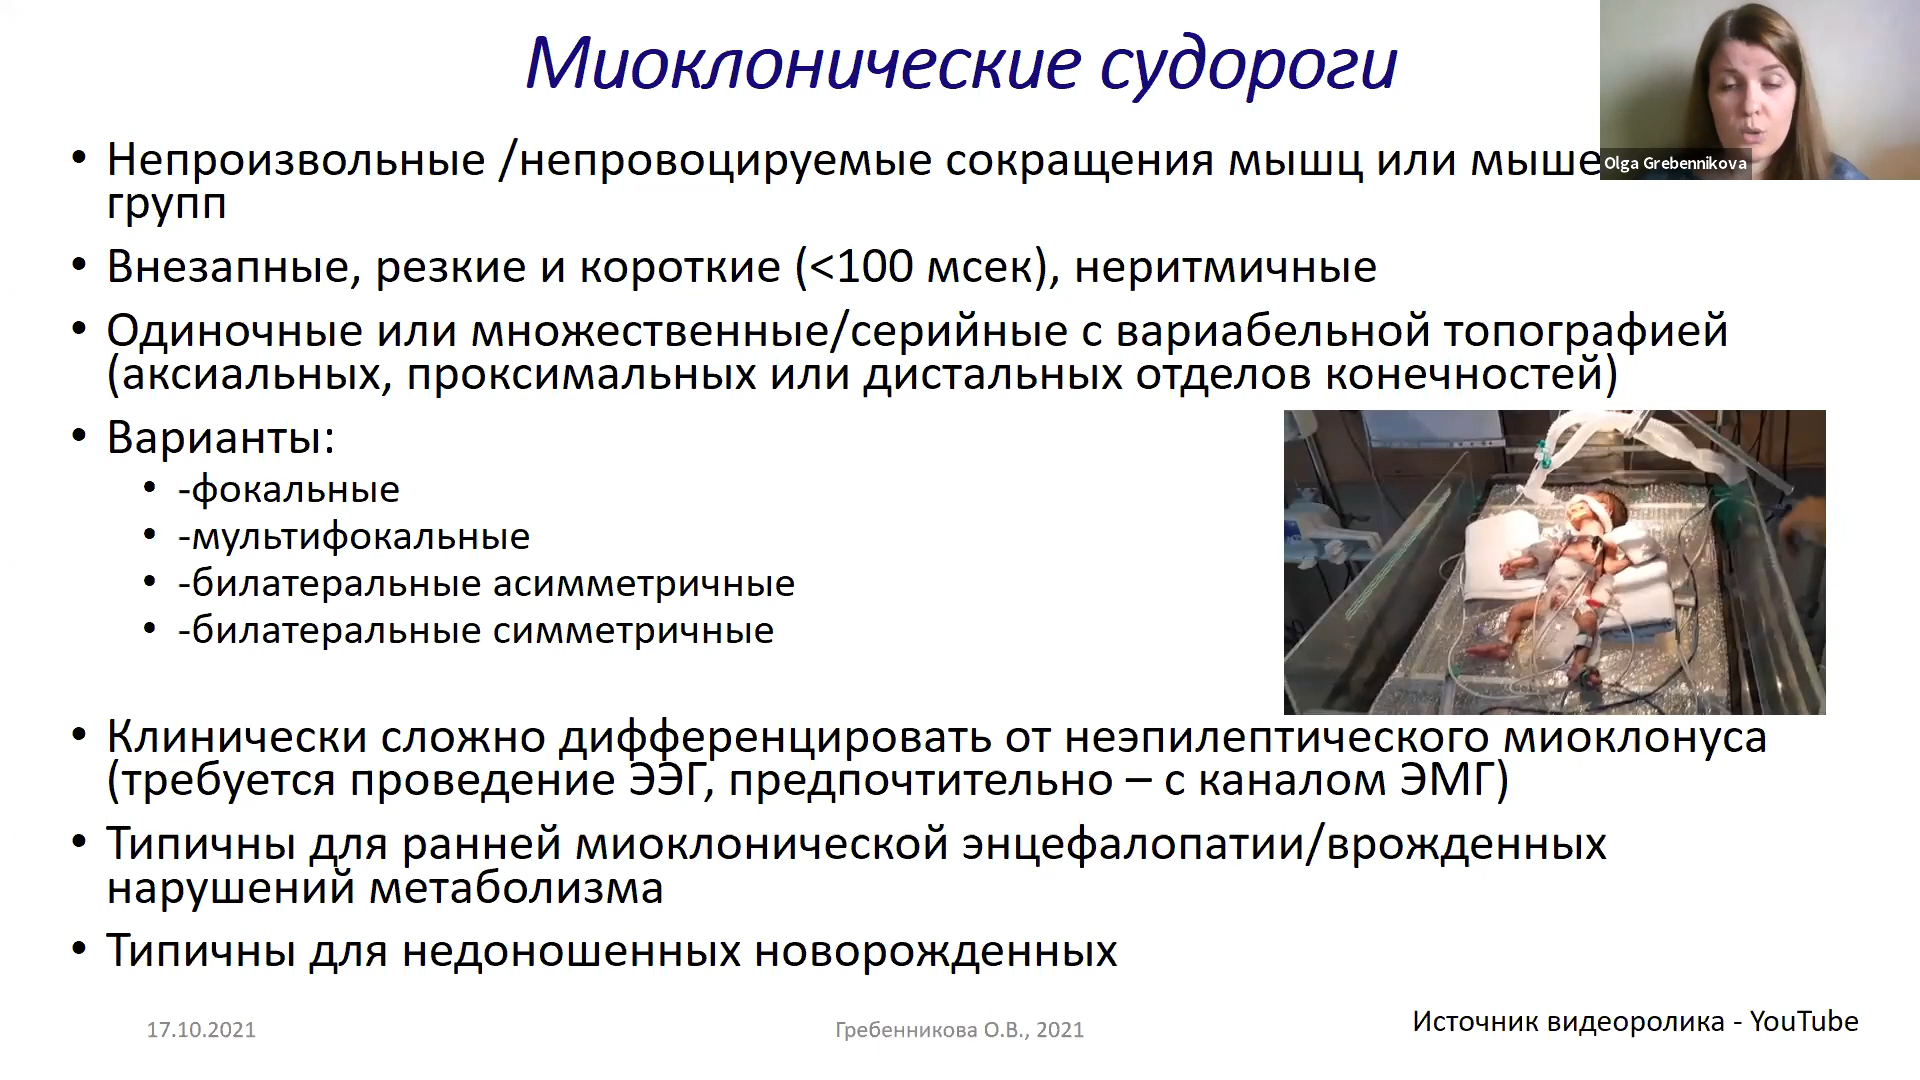 Миоклонические судороги
Olga Grebennikova
• Непроизвольные /непровоцируемые сокращения мышц или
групп
• Внезапные, резкие и короткие (<100 мсек), неритмичные
• Одиночные или множественные/серийные с вариабельной топографией
(аксиальных, проксимальных или дистальных отделов конечностей)
• Варианты:
• -фокальные
• -мультифокальные
• -билатеральные асимметричные
• -билатеральные симметричные
• Клинически сложно дифференцировать от неэпилептического миоклонуса
(требуется проведение ЭЭГ, предпочтительно – с каналом ЭМГ)
• Типичны для ранней миоклонической энцефалопатии/врожденных
нарушений метаболизма
• Типичны для недоношенных новорожденных
17.10.2021
Гребенникова О.В., 2021
Источник видеоролика - YouTube